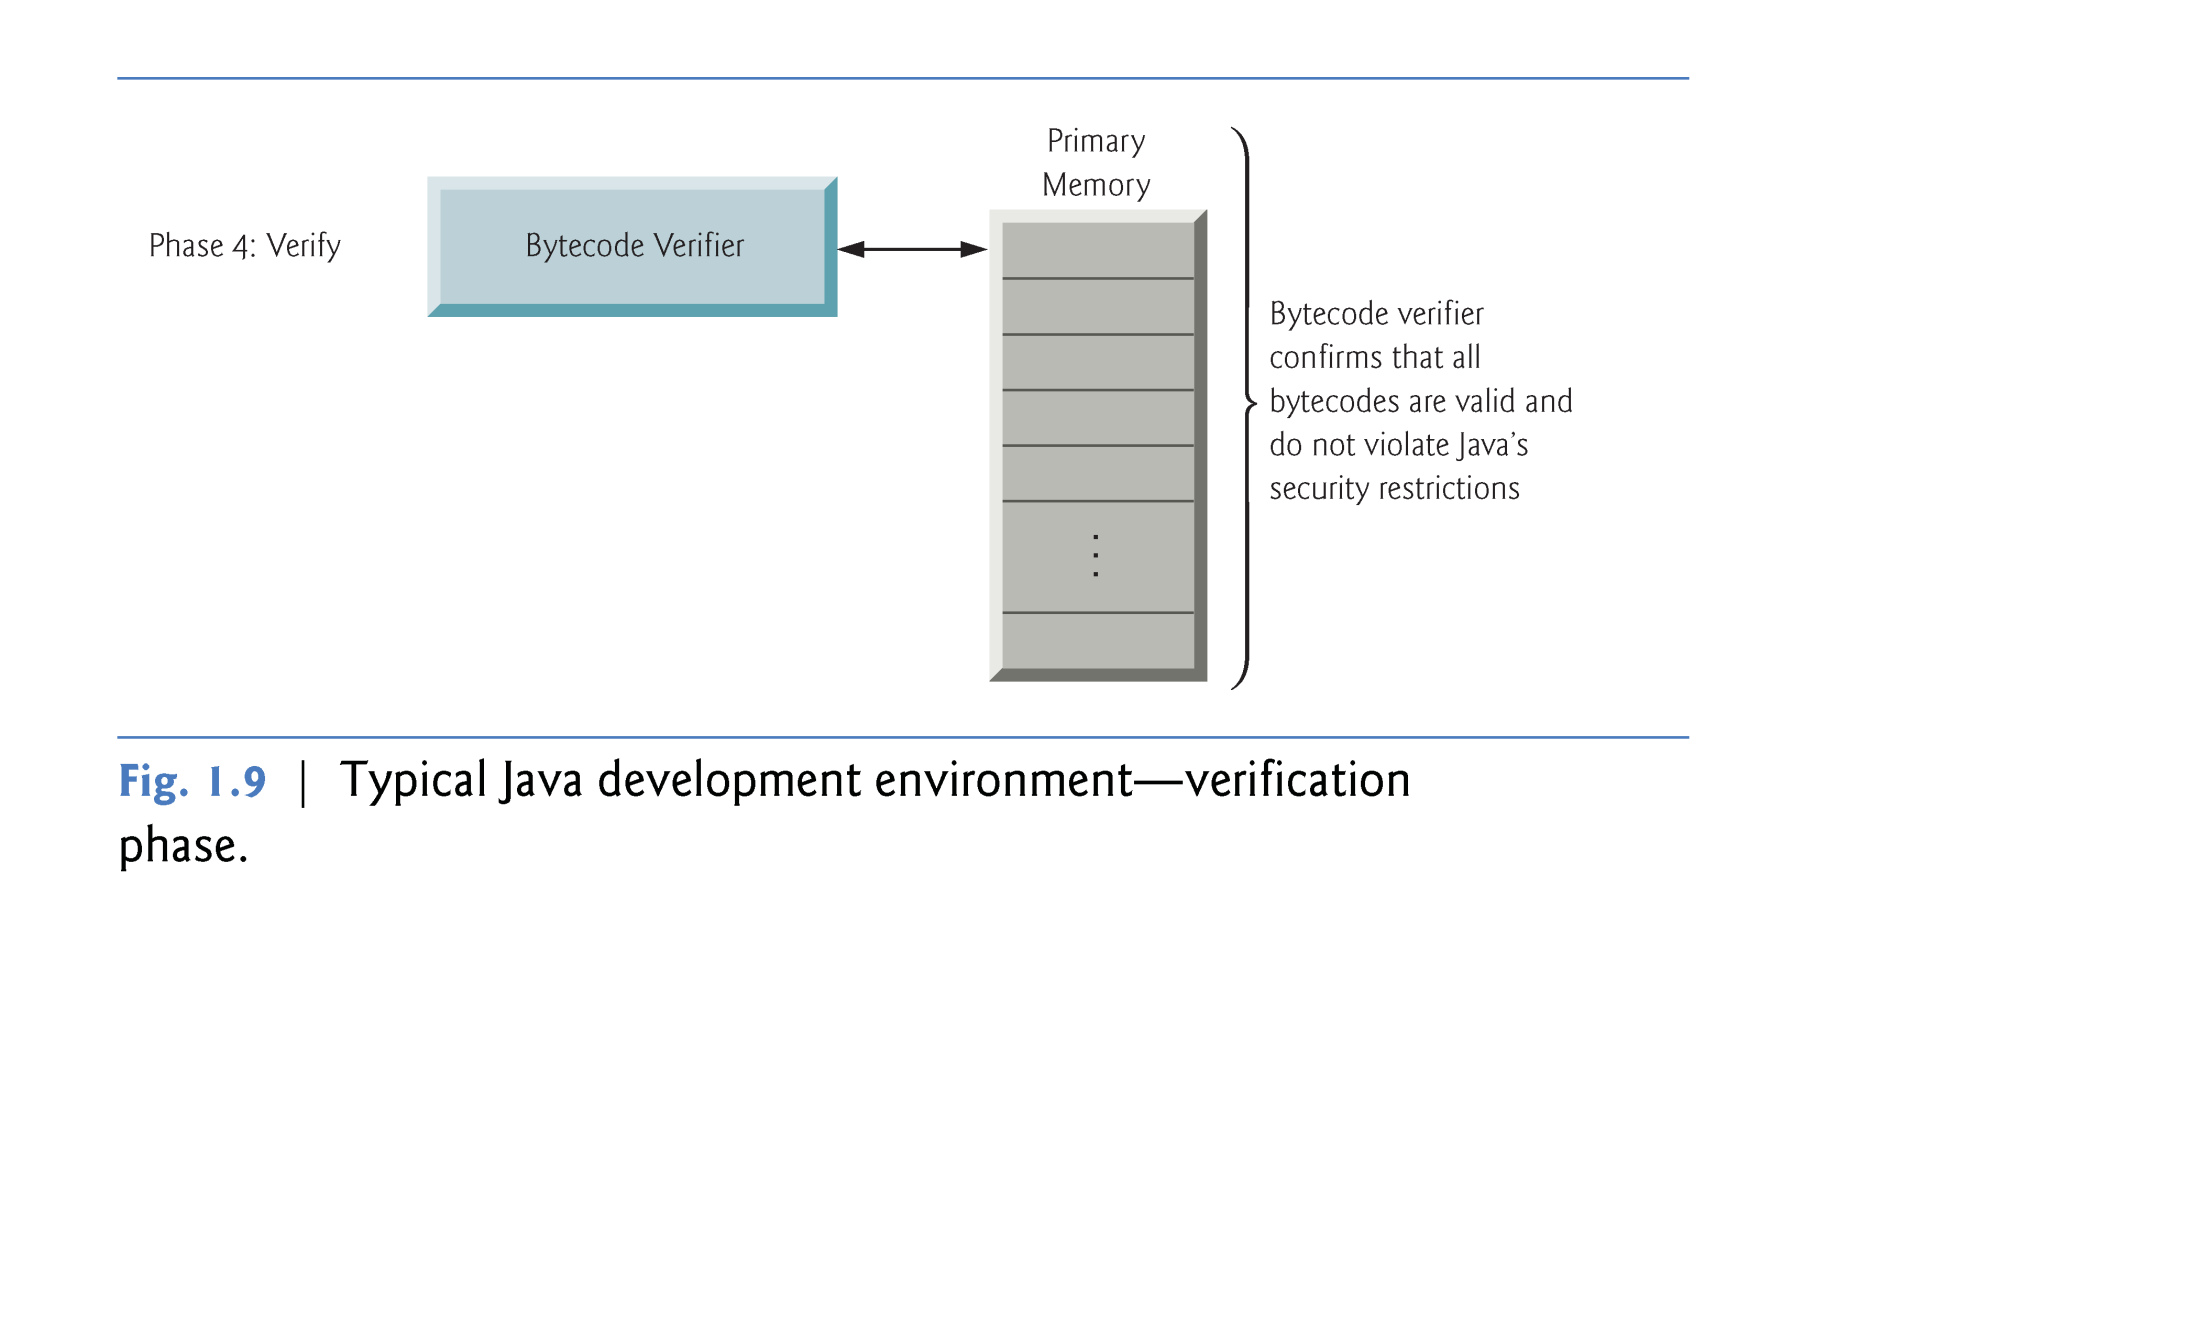 Primary
Memory
Phase 4: Verify
Bytecode Verifier
Bytecode verifier
confirms that all
bytecodes are valid and
do not violate Java’s
security restrictions
Fig. 1.9 | Typical Java development environment—verification
phase.